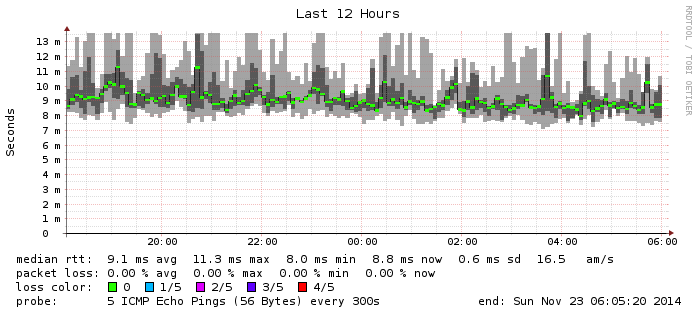 Last 12 Hours
RRDTOOL / TOBI OETIKER
Seconds
13 m
12 m
11 m
10 m
9 m
8 m
7 m
6 m
5 m
4 m
3 m
2 m
1 m
0
20:00 22:00 00:00 02:00 04:00 06:00
median rtt: 9.1 ms avg 11.3 ms max 8.0 ms min 8.8 ms now 0.6 ms sd 16.5 am/s
packet loss: 0.00 % avg 0.00 % max 0.00 % min 0.00 % now
loss color: 0 1/5 2/5 3/5 4/5
probe: 5 ICMP Echo Pings (56 Bytes) every 300s end: Sun Nov 23 06:05:20 2014